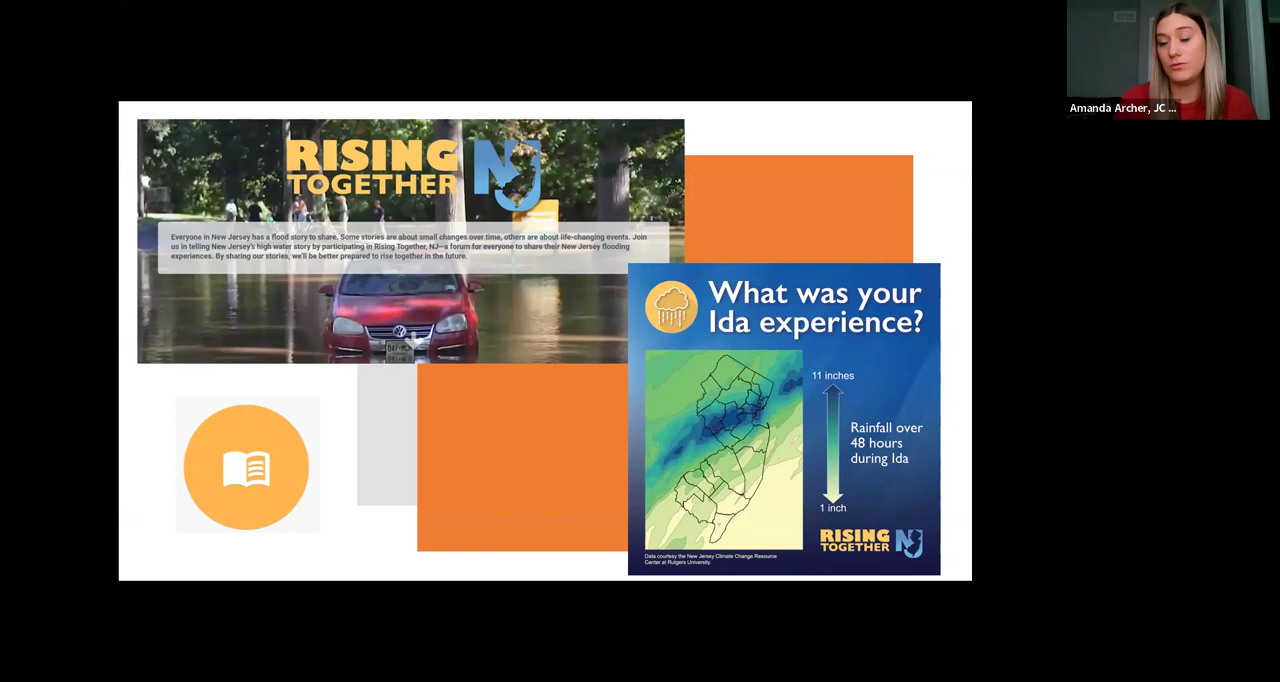 Amanda Archer, JC ...
RISING
TOGETHER
NJ
Everyone in New Jersey has a flood story to share. Some stories are about small changes over time, others are about life-changing events. Join
us in telling New Jersey's high water story by participating in Rising Together, NJ—a forum for everyone to share their New Jersey flooding
experiences. By sharing our stories, we'll be better prepared to rise together in the future.
What was your
Ida experience?
11 inches
Rainfall over
48 hours
during Ida
1 inch
RISING
TOGETHER
NJ
Data courtesy the New Jersey Climate Change Resource
Center at Rutgers University.